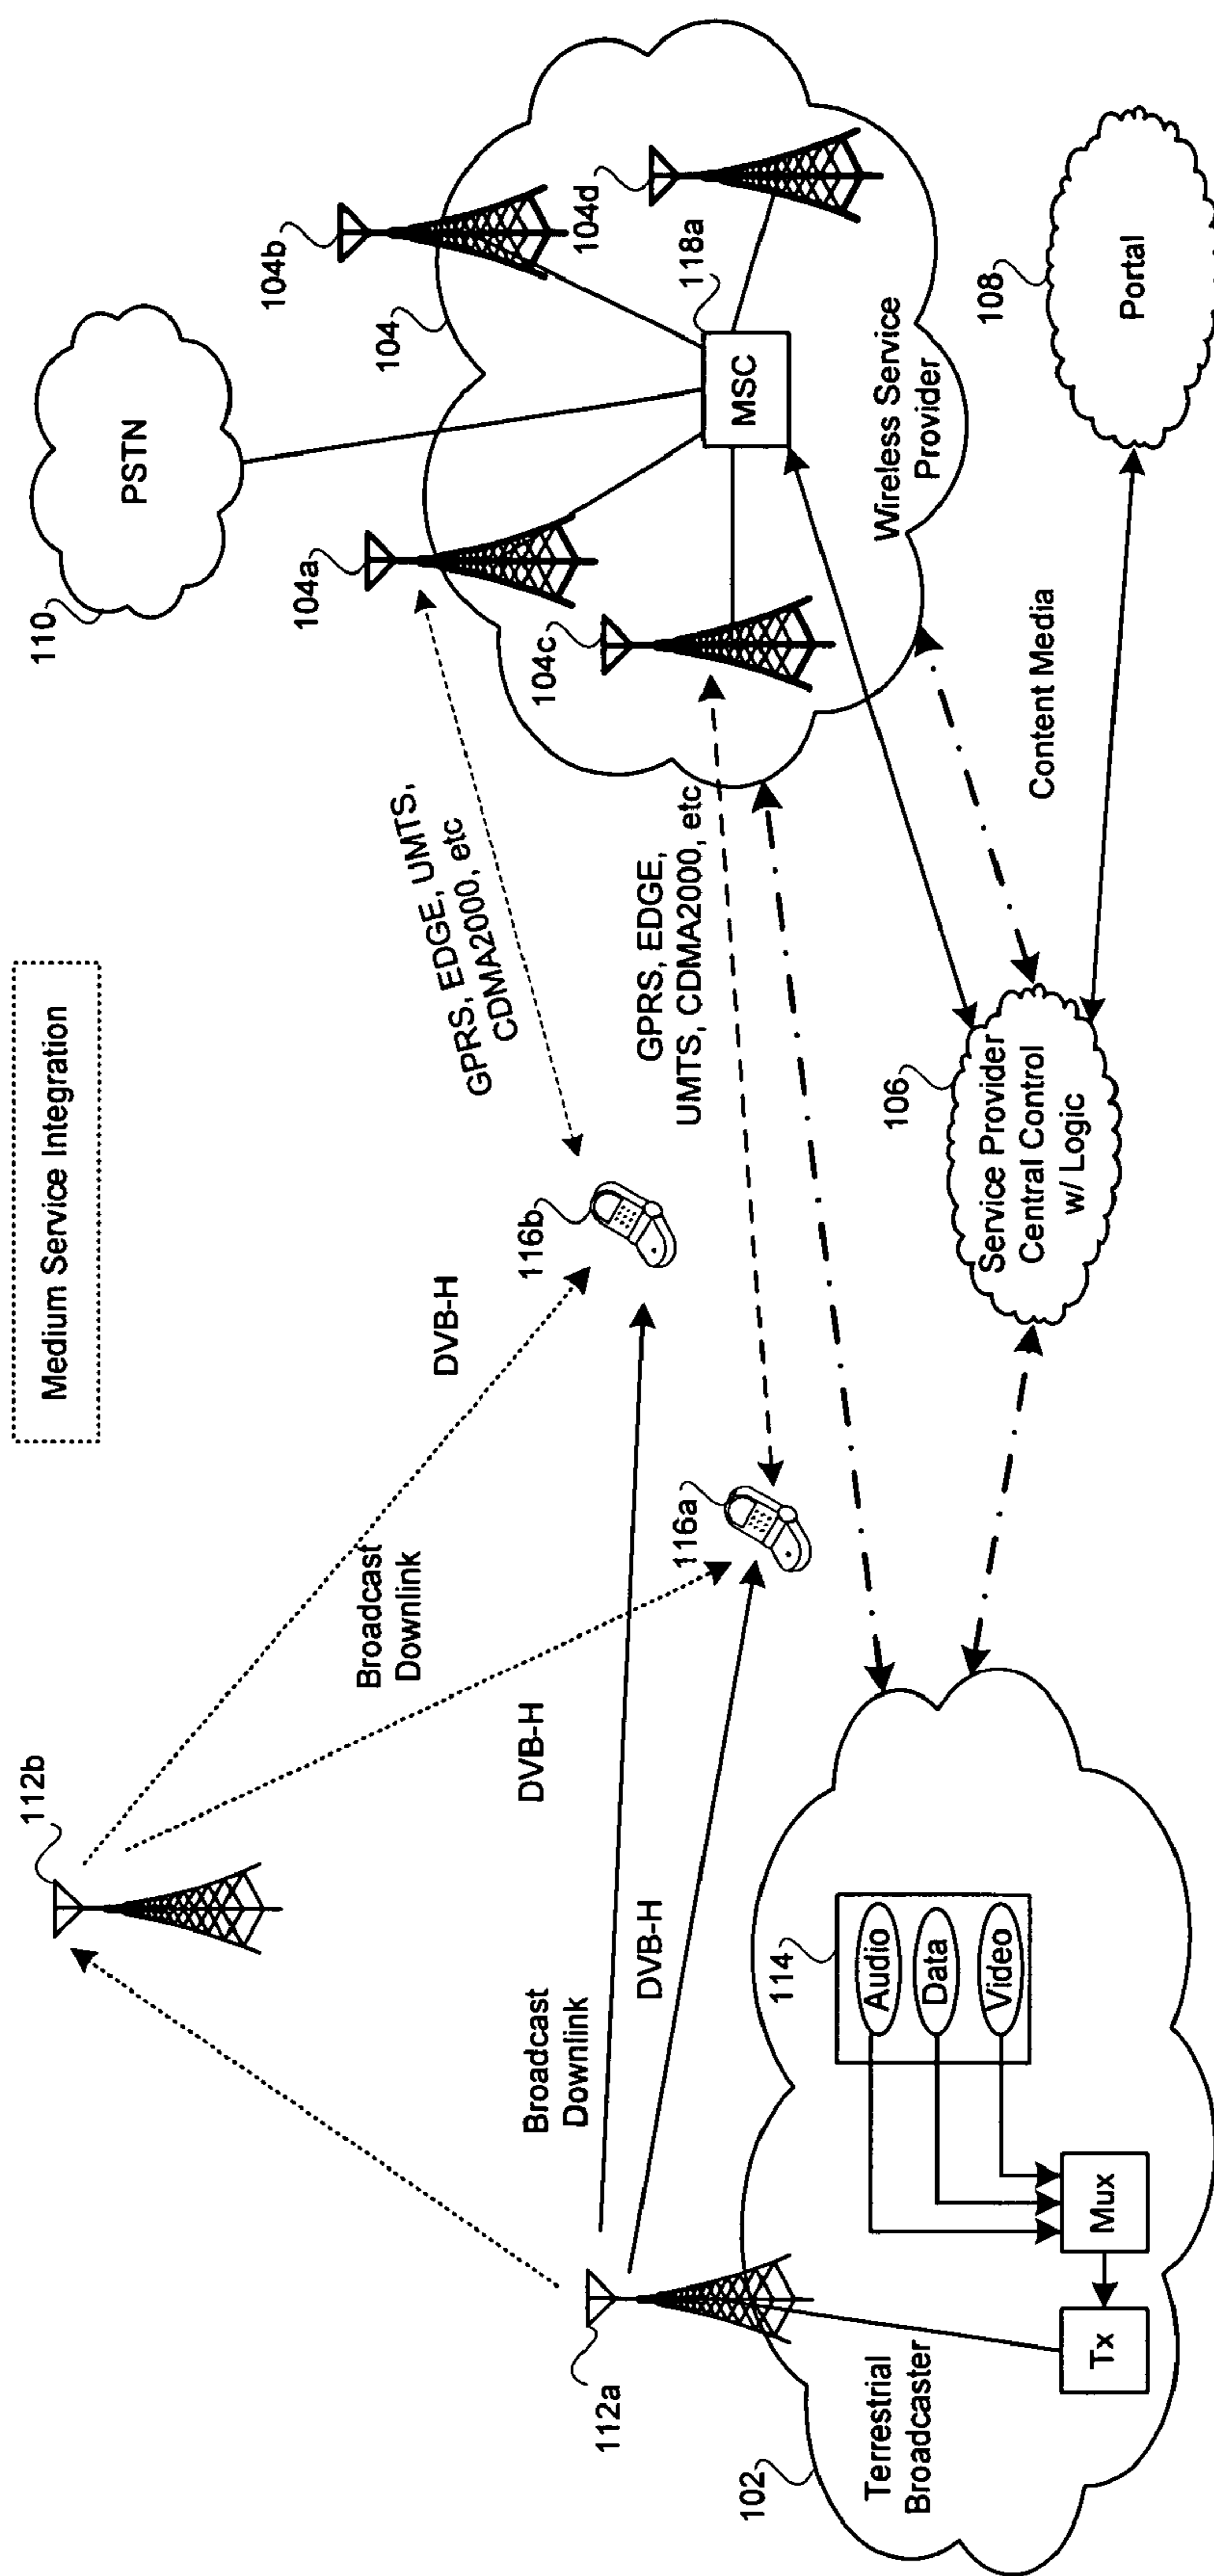 Medium Service Integration
112b
110
PSTN
104b
104
104a
104d
104c
118a
MSC
Wireless Service
Provider
GPRS, EDGE, UMTS,
CDMA2000, etc
GPRS, EDGE,
UMTS, CDMA2000, etc
DVB-H
116b
Broadcast
Downlink
DVB-H
116a
Broadcast
Downlink
DVB-H
112a
102
Terrestrial
Broadcaster
114
Audio
Data
Video
Mux
Tx
106
Service Provider
Central Control
w/ Logic
Content Media
108
Portal